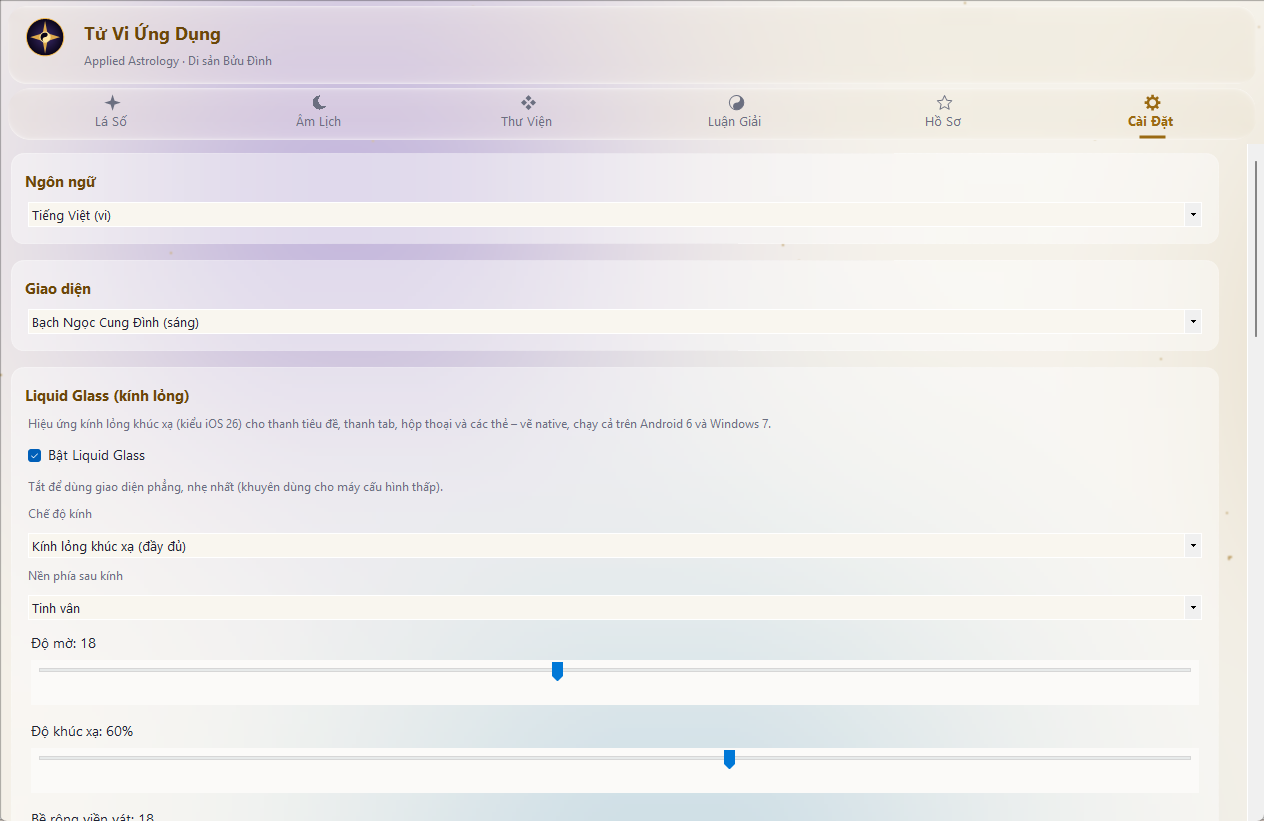 Tử Vi Ứng Dụng
Applied Astrology · Di sản Bửu Đình
Lá Số
Âm Lịch
Thư Viện
Luận Giải
Hồ Sơ
Cài Đặt
Ngôn ngữ
Tiếng Việt (vi)
Giao diện
Bạch Ngọc Cung Đình (sáng)
Liquid Glass (kính lỏng)
Hiệu ứng kính lỏng khúc xạ (kiểu iOS 26) cho thanh tiêu đề, thanh tab, hộp thoại và các thẻ – vẽ native, chạy cả trên Android 6 và Windows 7.
Bật Liquid Glass
Tắt để dùng giao diện phẳng, nhẹ nhất (khuyên dùng cho máy cấu hình thấp).
Chế độ kính
Kính lỏng khúc xạ (đầy đủ)
Nền phía sau kính
Tinh vân
Độ mờ: 18
Độ khúc xạ: 60%
Bề rộng viền vát: 18